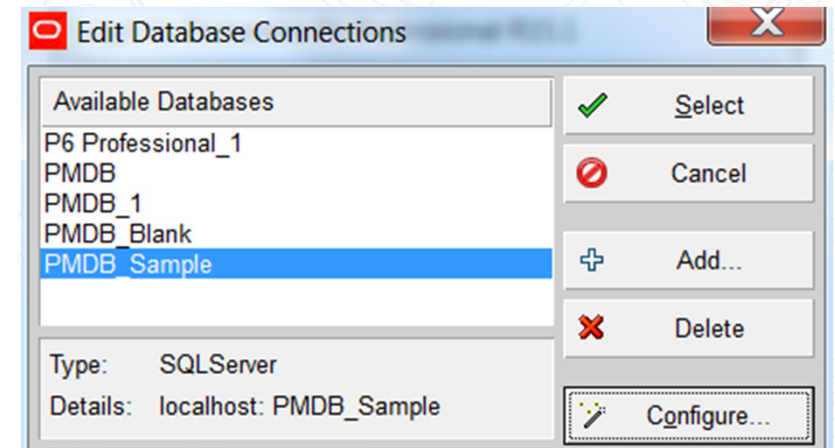 Edit Database Connections
Available Databases
P6 Professional_1
PMDB
PMDB_1
PMDB_Blank
PMDB_Sample
Type: SQLServer
Details: localhost: PMDB_Sample
Select
Cancel
Add...
Delete
Configure...